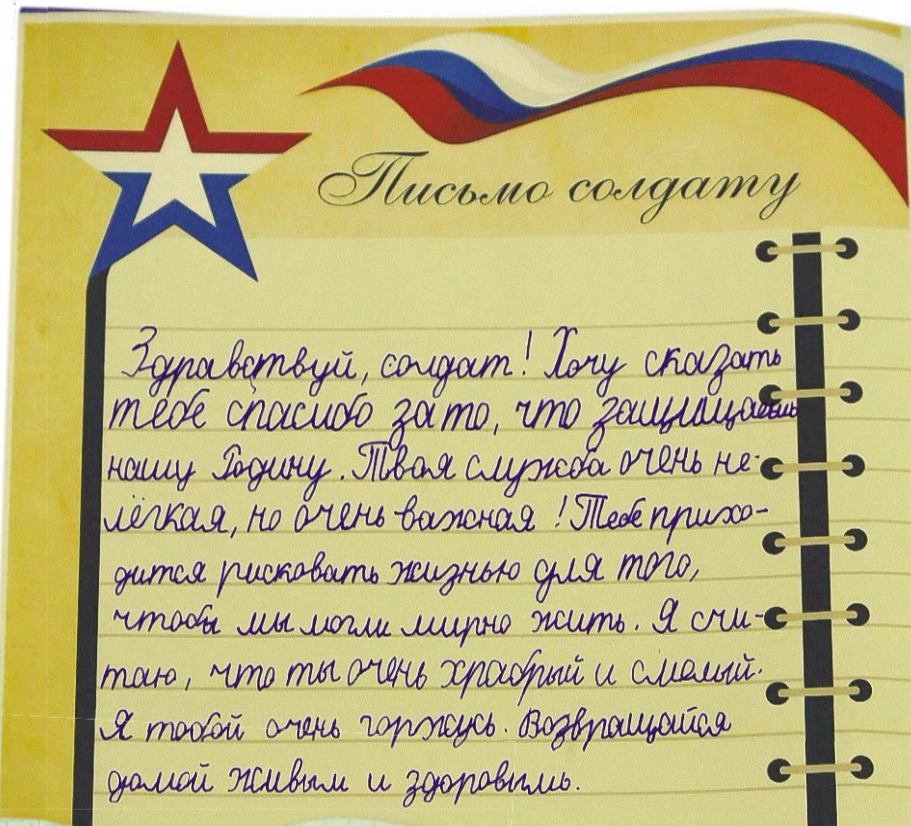 Письмо солдату
Здравствуй, солдат! Хочу сказать
тебе спасибо за то, что защищаешь
нашу Родину. Твоя служба очень не-
лёгкая, но очень важная! Тебе прихо-
дится рисковать жизнью для того,
чтобы мы могли мирно жить. Я счи-
таю, что ты очень храбрый и смелый.
Я тобой очень горжусь. Возвращайся
домой живым и здоровымь.